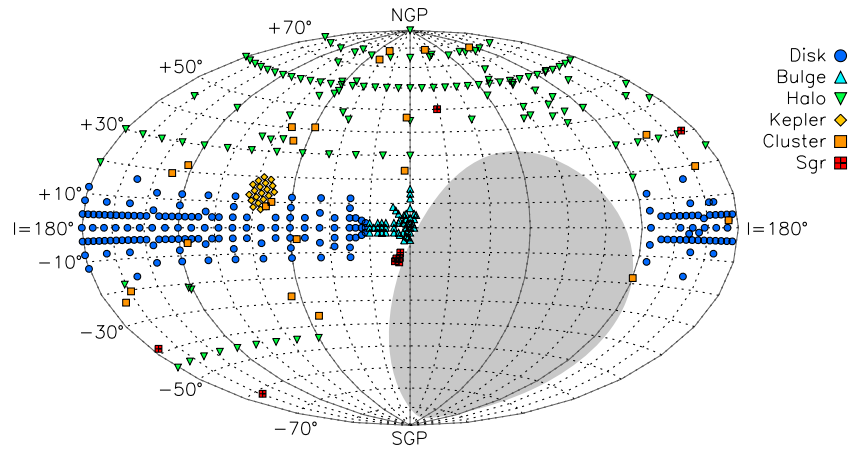 NGP
+70°
+50°
+30°
+10°
l=180°
l=180°
−10°
−30°
−50°
−70°
SGP
Disk
Bulge
Halo
Kepler
Cluster
Sgr